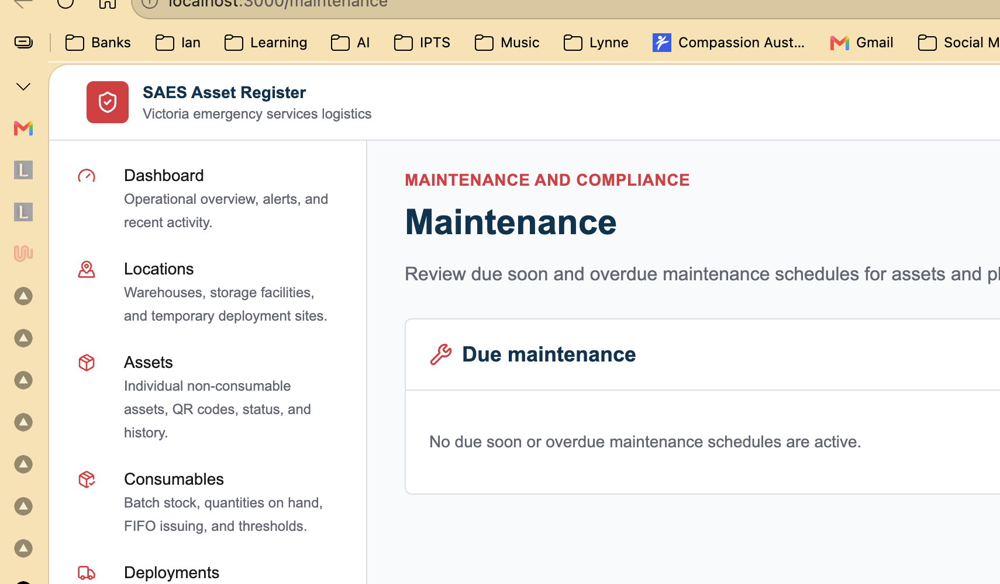 localhost:3000/maintenance
Banks
Ian
Learning
AI
IPTS
Music
Lynne
Compassion Aust...
Gmail
Social M
SAES Asset Register
Victoria emergency services logistics
L
L
Dashboard
Operational overview, alerts, and
recent activity.
Locations
Warehouses, storage facilities,
and temporary deployment sites.
Assets
Individual non-consumable
assets, QR codes, status, and
history.
Consumables
Batch stock, quantities on hand,
FIFO issuing, and thresholds.
Deployments
MAINTENANCE AND COMPLIANCE
Maintenance
Review due soon and overdue maintenance schedules for assets and pl
Due maintenance
No due soon or overdue maintenance schedules are active.